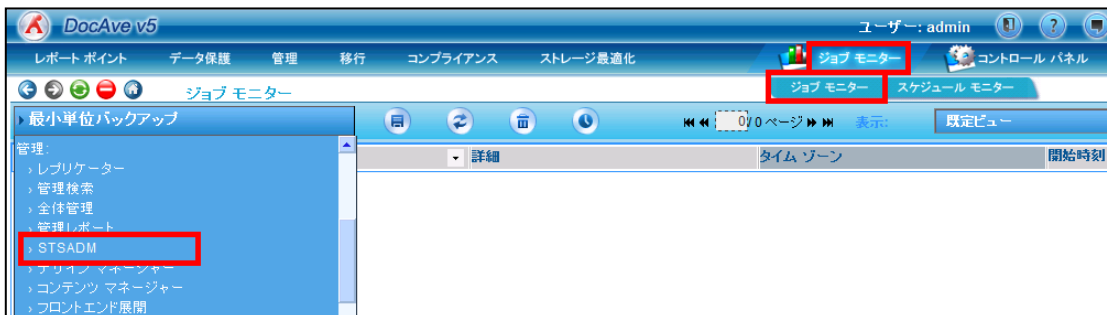 DocAve v5 ユーザー: admin
レポート ポイント データ保護 管理 移行 コンプライアンス ストレージ最適化 ジョブ モニター コントロール パネル
ジョブ モニター ジョブ モニター スケジュール モニター
最小単位バックアップ 0 / 0 ページ 表示: 既定ビュー
管理: 詳細 タイム ゾーン 開始時刻
レプリケーター
管理検索
全体管理
管理レポート
STSADM
デザイン マネージャー
コンテンツ マネージャー
フロントエンド展開